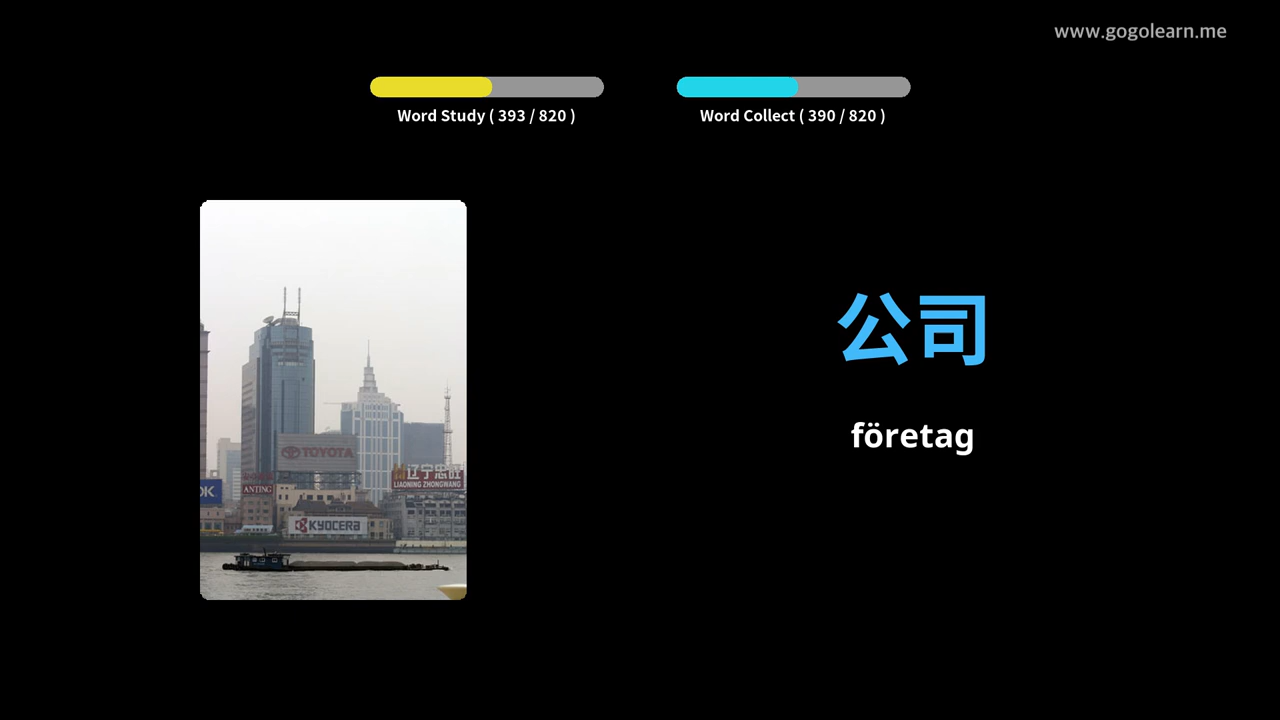 www.gogolearn.me
Word Study ( 393 / 820 )
Word Collect ( 390 / 820 )
公司
företag
TOYOTA
辽宁忠旺
LIAONING ZHONGWANG
ANTING
OK
KYOCERA